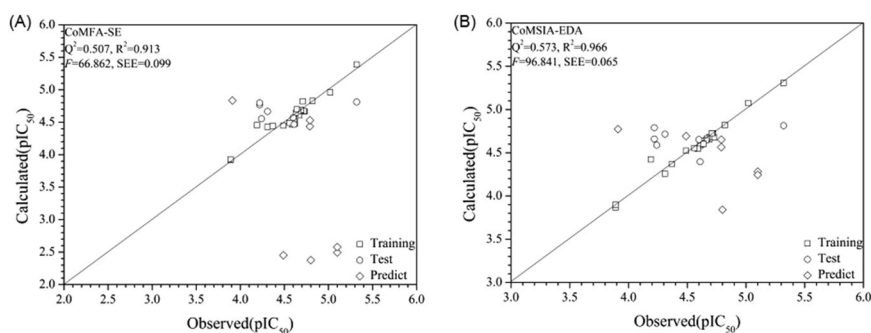 (A)
CoMFA-SE
Q²=0.507, R²=0.913
F=66.862, SEE=0.099
6.0
5.5
5.0
4.5
4.0
3.5
3.0
2.5
2.0
Calculated(pIC₅₀)
Training
Test
Predict
2.0 2.5 3.0 3.5 4.0 4.5 5.0 5.5 6.0
Observed(pIC₅₀)
(B)
CoMSIA-EDA
Q²=0.573, R²=0.966
F=96.841, SEE=0.065
6.0
5.5
5.0
4.5
4.0
3.5
3.0
Calculated(pIC₅₀)
Training
Test
Predict
3.0 3.5 4.0 4.5 5.0 5.5 6.0
Observed(pIC₅₀)